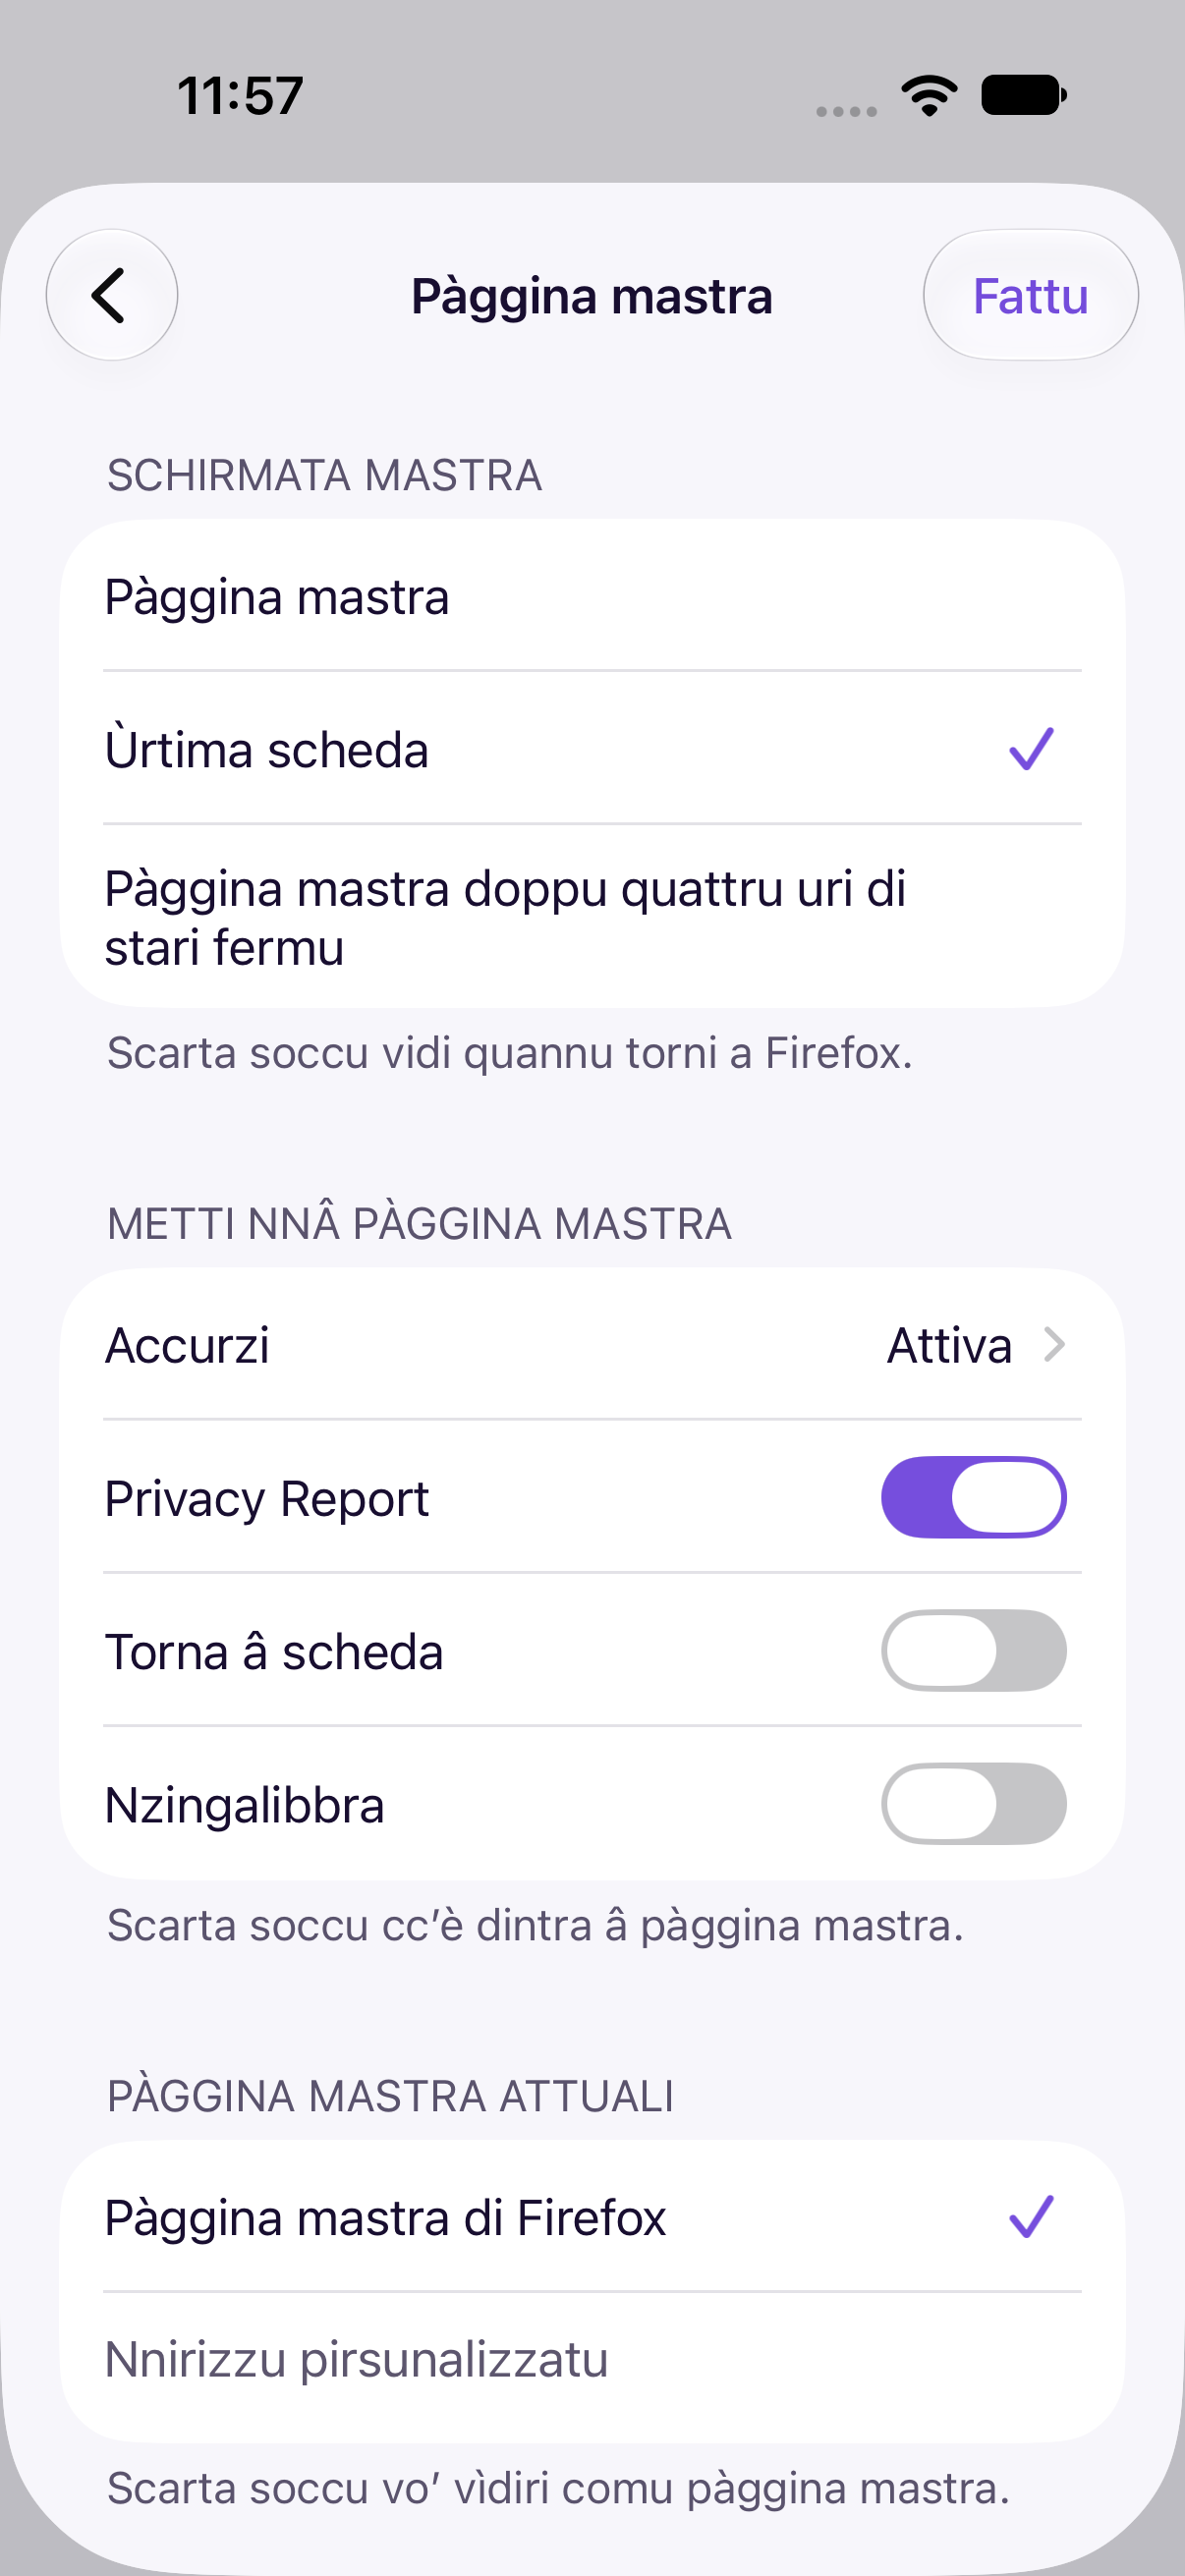 11:57
Pàggina mastra
Fattu
SCHIRMATA MASTRA
Pàggina mastra
Ùrtima scheda
Pàggina mastra doppu quattru uri di
stari fermu
Scarta soccu vidi quannu torni a Firefox.
METTI NNÂ PÀGGINA MASTRA
Accurzi
Attiva
Privacy Report
Torna â scheda
Nzingalibbra
Scarta soccu cc’è dintra â pàggina mastra.
PÀGGINA MASTRA ATTUALI
Pàggina mastra di Firefox
Nnirizzu pirsunalizzatu
Scarta soccu vo’ vìdiri comu pàggina mastra.